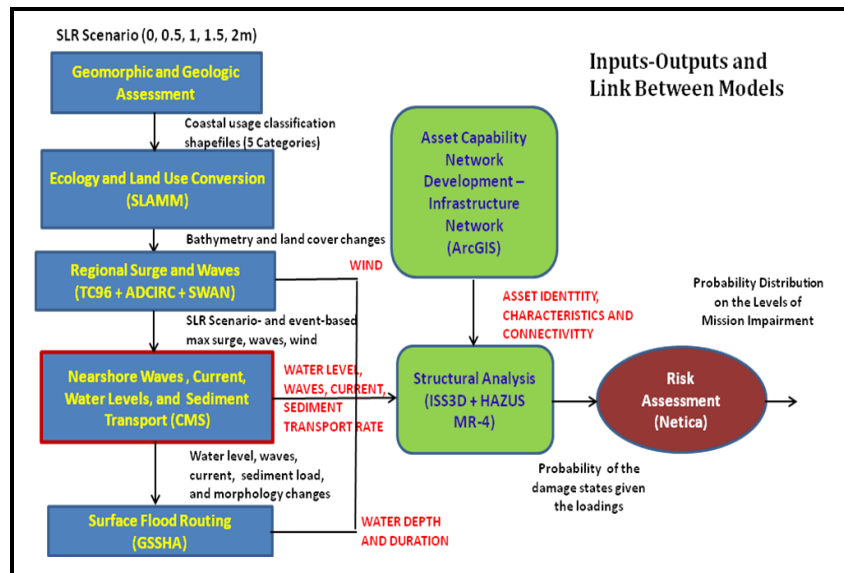 SLR Scenario (0, 0.5, 1, 1.5, 2m)
Inputs-Outputs and
Link Between Models
Geomorphic and Geologic
Assessment
Coastal usage classification
shapefiles (5 Categories)
Ecology and Land Use Conversion
(SLAMM)
Bathymetry and land cover changes
Regional Surge and Waves
(TC96 + ADCIRC + SWAN)
WIND
SLR Scenario- and event-based
max surge, waves, wind
Nearshore Waves , Current,
Water Levels, and Sediment
Transport (CMS)
WATER LEVEL,
WAVES, CURRENT,
SEDIMENT
TRANSPORT RATE
Water level, waves,
current, sediment load,
and morphology changes
Surface Flood Routing
(GSSHA)
WATER DEPTH
AND DURATION
Asset Capability
Network
Development –
Infrastructure
Network
(ArcGIS)
ASSET IDENTTITY,
CHARACTERISTICS AND
CONNECTIVITTY
Structural Analysis
(ISS3D + HAZUS
MR-4)
Probability of the
damage states given
the loadings
Probability Distribution
on the Levels of
Mission Impairment
Risk
Assessment
(Netica)